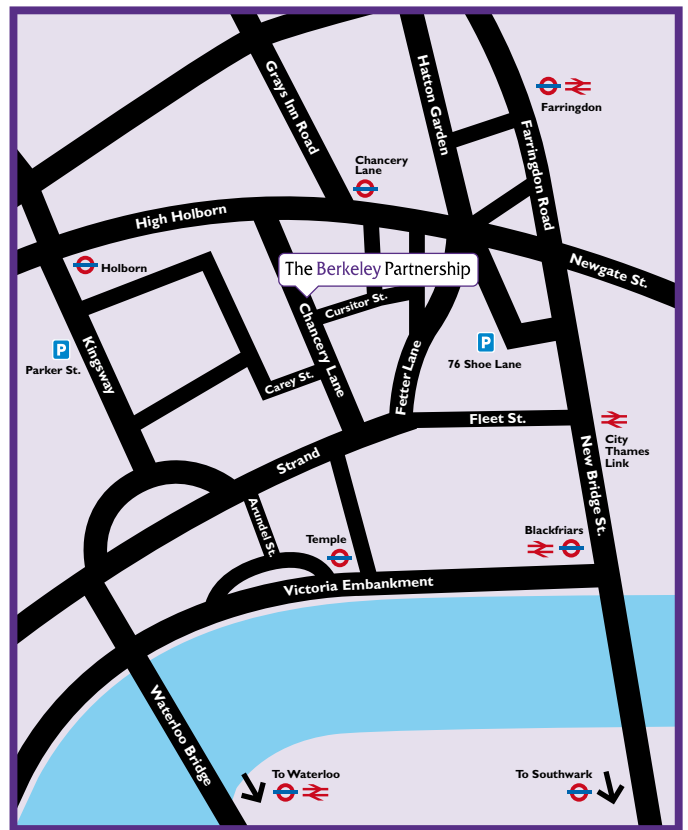 Grays Inn Road
Hatton Garden
Farringdon
Farringdon Road
Chancery
Lane
High Holborn
Holborn
The Berkeley Partnership
Newgate St.
Cursitor St.
Chancery Lane
P
Parker St.
Kingsway
P
76 Shoe Lane
Carey St.
Fetter Lane
Fleet St.
City
Thames
Link
Strand
New Bridge St.
Arundel St.
Temple
Blackfriars
Victoria Embankment
Waterloo Bridge
To Waterloo
To Southwark